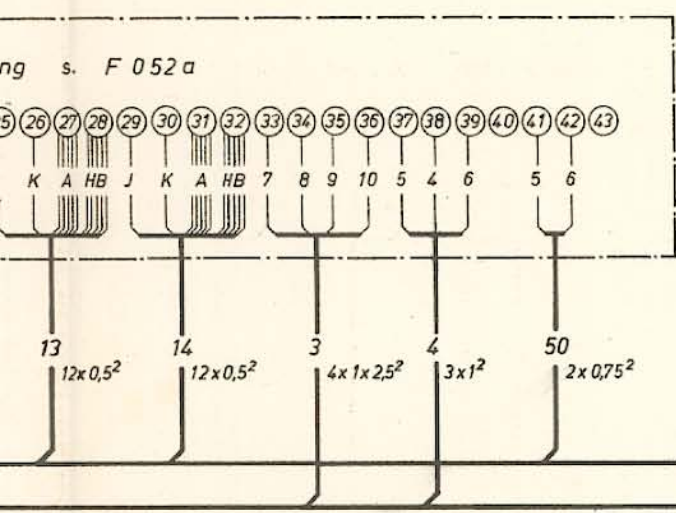 ng s. F 052a
5 26 27 28 29 30 31 32 33 34 35 36 37 38 39 40 41 42 43
K A HB J K A HB 7 8 9 10 5 4 6 5 6
13 14 3 4 50
12x0,5² 12x0,5² 4x1x2,5² 3x1² 2x0,75²